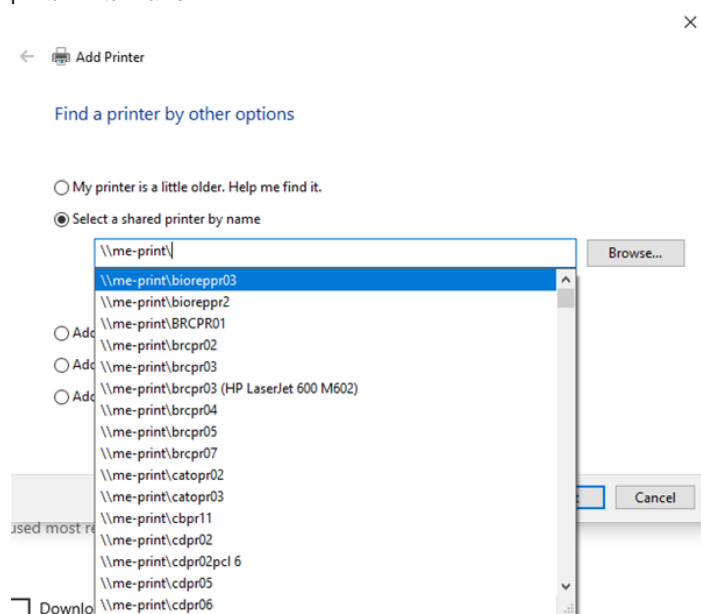 Add Printer
Find a printer by other options
My printer is a little older. Help me find it.
Select a shared printer by name
\\me-print\
Browse...
\\me-print\bioreppr03
\\me-print\bioreppr2
\\me-print\BRCPR01
Add
\\me-print\brcpr02
Add
\\me-print\brcpr03
\\me-print\brcpr03 (HP LaserJet 600 M602)
Add
\\me-print\brcpr04
\\me-print\brcpr05
\\me-print\brcpr07
\\me-print\catopr02
\\me-print\catopr03
Cancel
\\me-print\cbpr11
used most re
\\me-print\cdpr02
\\me-print\cdpr02pcl 6
\\me-print\cdpr05
\\me-print\cdpr06
Downlo